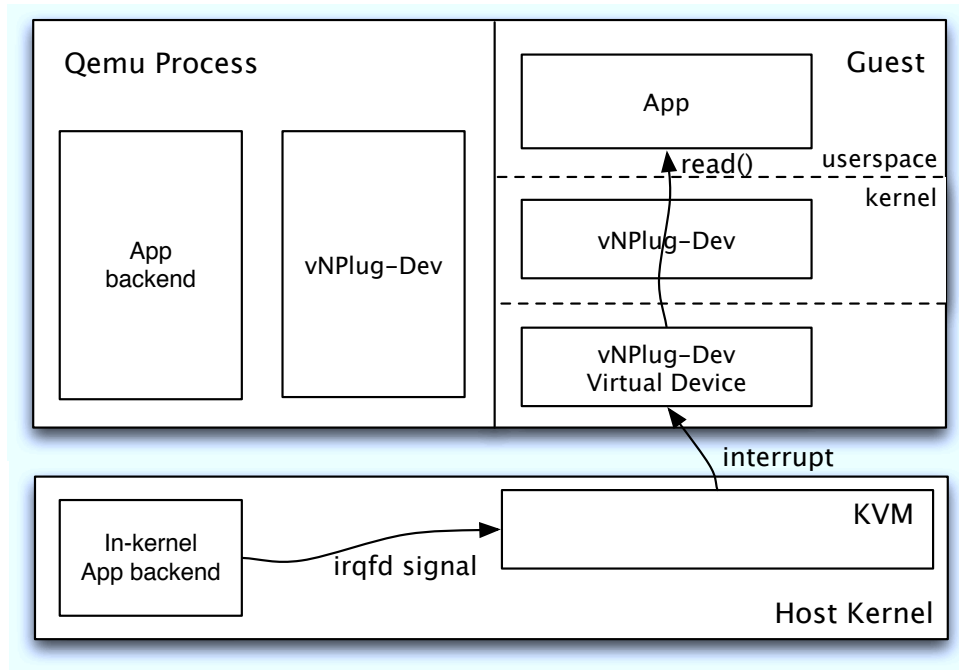 Qemu Process
Guest
App
read()
userspace
kernel
App
backend
vNPlug-Dev
vNPlug-Dev
vNPlug-Dev
Virtual Device
interrupt
KVM
In-kernel
App backend
irqfd signal
Host Kernel